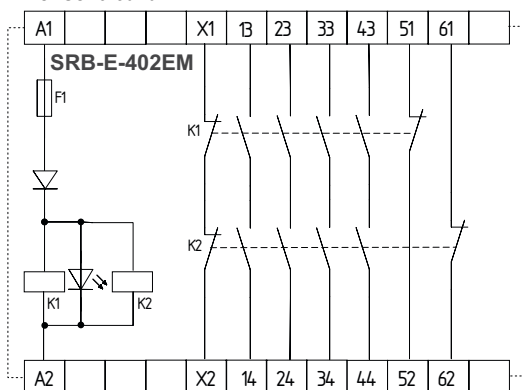 A1 X1 13 23 33 43 51 61
SRB-E-402EM
F1
K1
K2
K1 K2
A2 X2 14 24 34 44 52 62